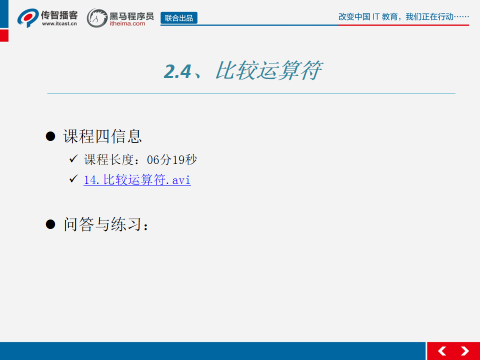 传智播客
www.itcast.cn
黑马程序员
itheima.com
联合出品
改变中国 IT 教育，我们正在行动……
2.4、比较运算符
课程四信息
课程长度：06分19秒
14.比较运算符.avi
问答与练习：